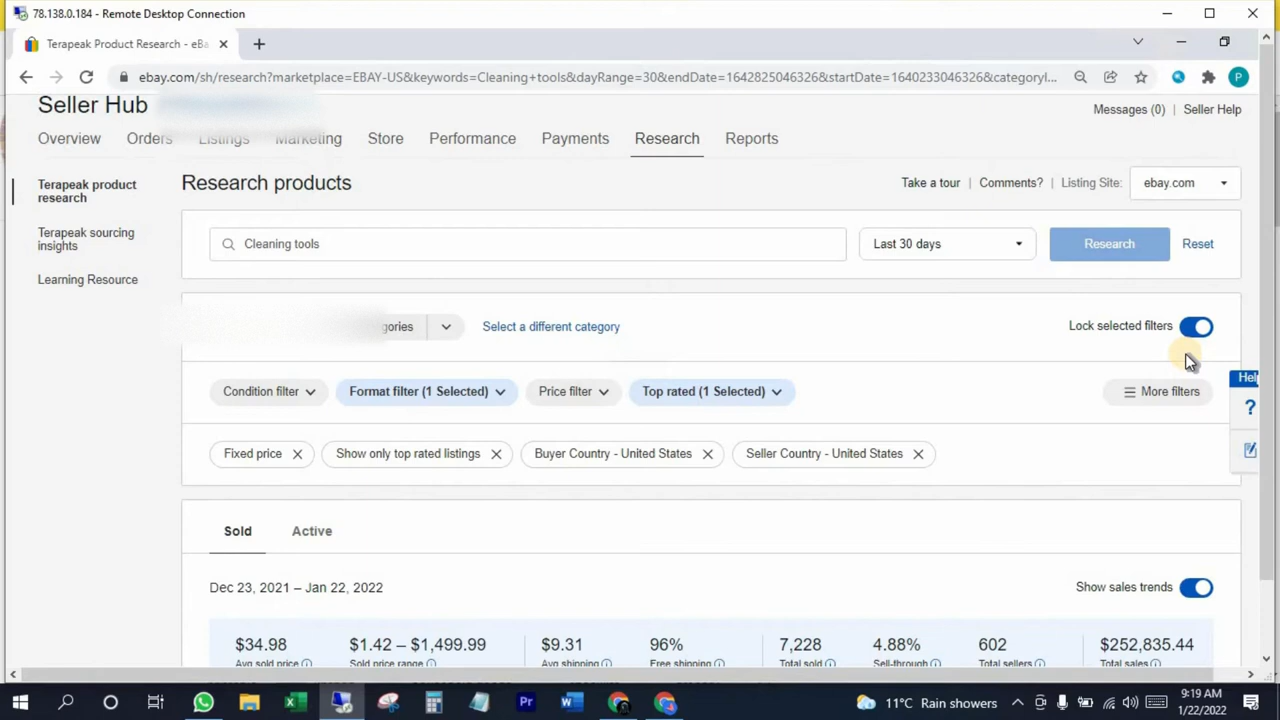 78.138.0.184 - Remote Desktop Connection
Terapeak Product Research - eBa
ebay.com/sh/research?marketplace=EBAY-US&keywords=Cleaning+tools&dayRange=30&endDate=1642825046326&startDate=1640233046326&categoryI...
P
Seller Hub
Messages (0) | Seller Help
Overview Orders Listings Marketing Store Performance Payments Research Reports
Terapeak product
research
Terapeak sourcing
insights
Learning Resource
Research products
Take a tour | Comments? | Listing Site: ebay.com
Cleaning tools
Last 30 days
Research
Reset
gories
Select a different category
Lock selected filters
Condition filter
Format filter (1 Selected)
Price filter
Top rated (1 Selected)
More filters
Help
?
Fixed price
Show only top rated listings
Buyer Country - United States
Seller Country - United States
Sold Active
Dec 23, 2021 – Jan 22, 2022
Show sales trends
$34.98 $1.42 – $1,499.99 $9.31 96% 7,228 4.88% 602 $252,835.44
Avg sold price Sold price range Avg shipping Free shipping Total sold Sell-through Total sellers Total sales
11°C Rain showers
9:19 AM
1/22/2022